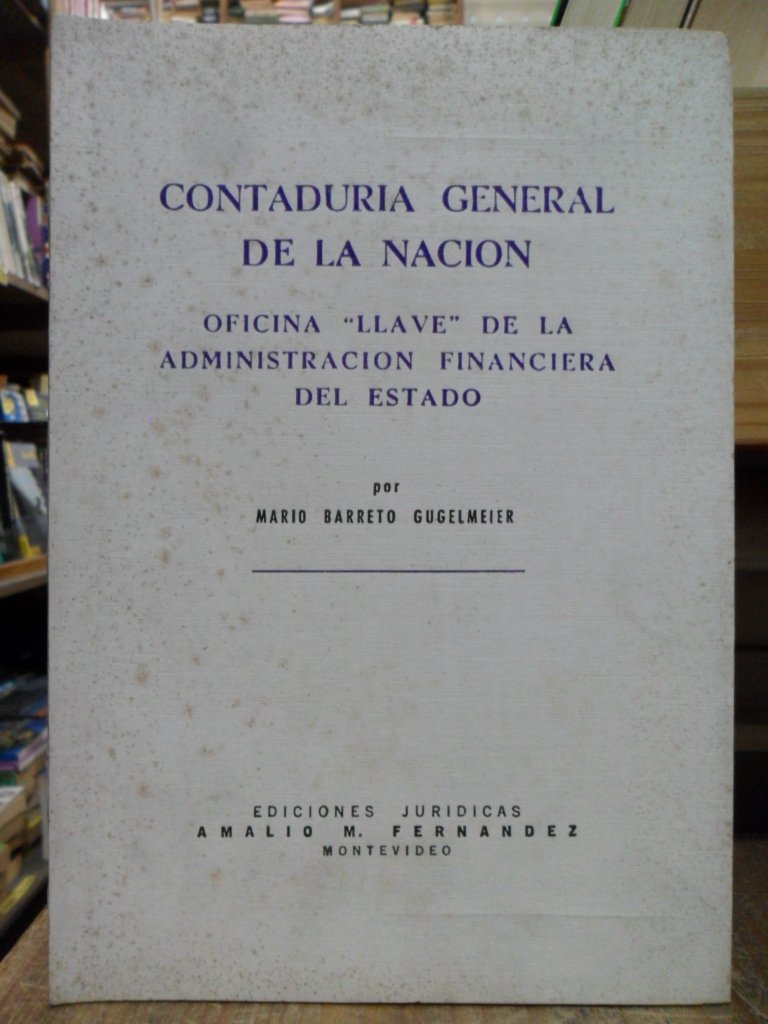 CONTADURIA GENERAL
DE LA NACION
OFICINA “LLAVE” DE LA
ADMINISTRACION FINANCIERA
DEL ESTADO
por
MARIO BARRETO GUGELMEIER
EDICIONES JURIDICAS
AMALIO M. FERNANDEZ
MONTEVIDEO